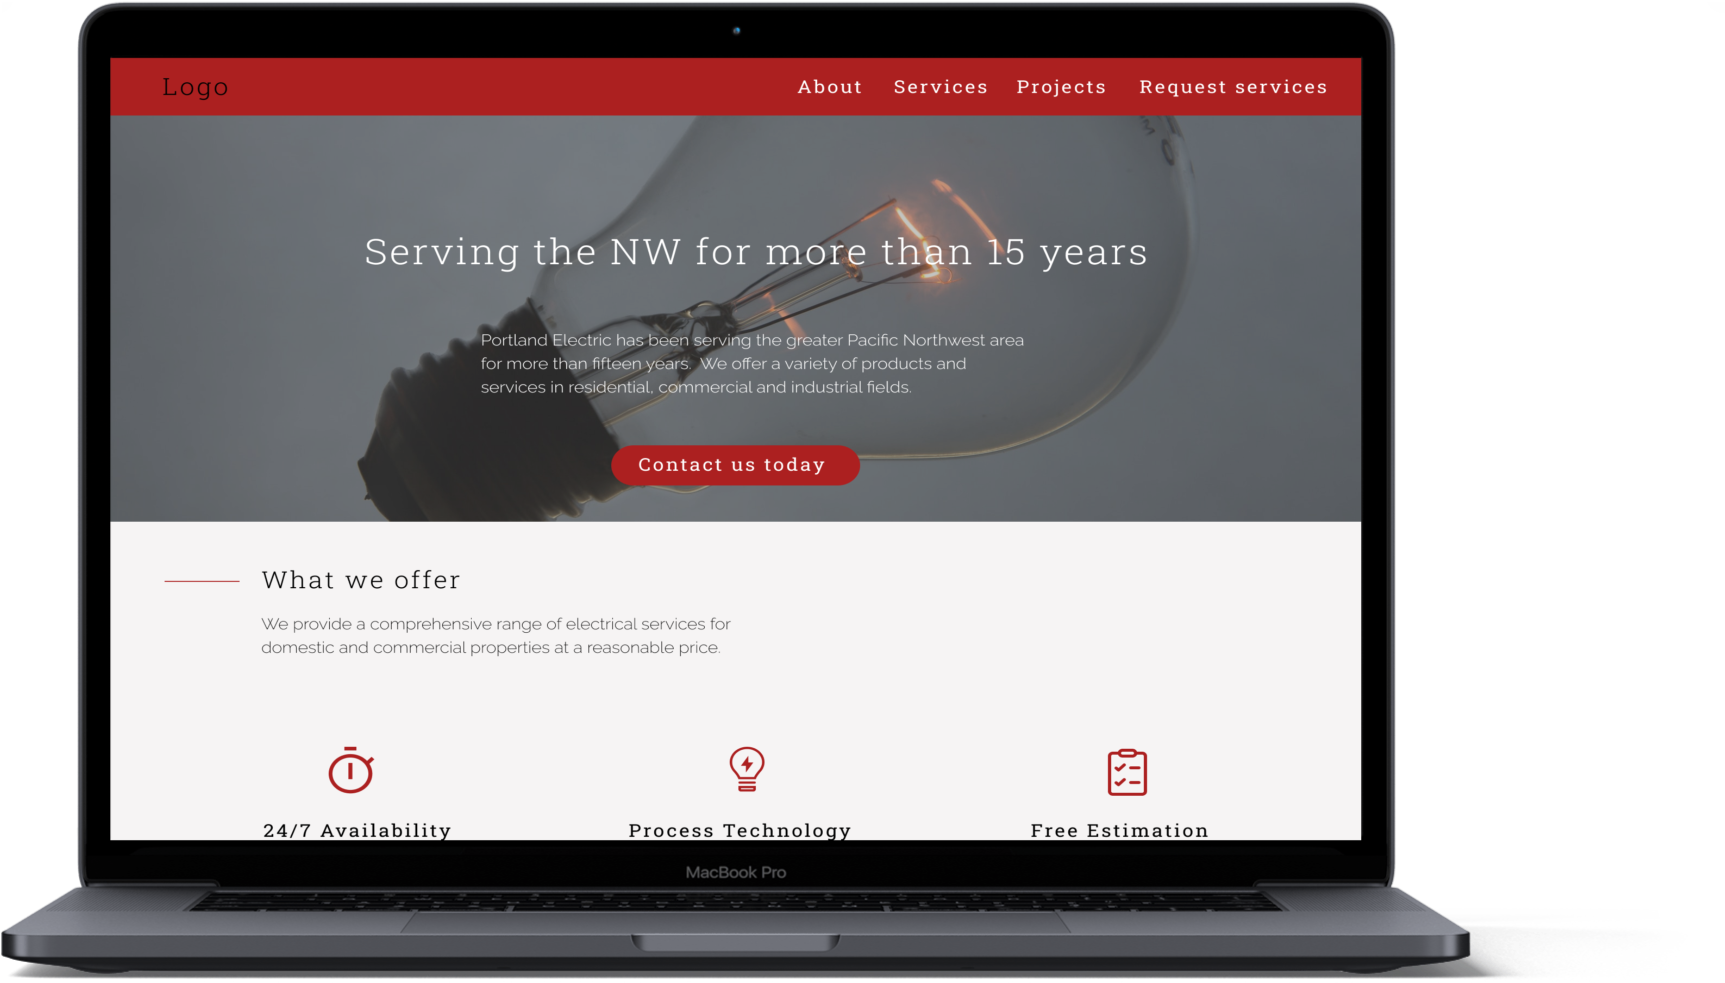 Logo
About Services Projects Request services
Serving the NW for more than 15 years
Portland Electric has been serving the greater Pacific Northwest area
for more than fifteen years. We offer a variety of products and
services in residential, commercial and industrial fields.
Contact us today
What we offer
We provide a comprehensive range of electrical services for
domestic and commercial properties at a reasonable price.
24/7 Availability
Process Technology
Free Estimation
MacBook Pro